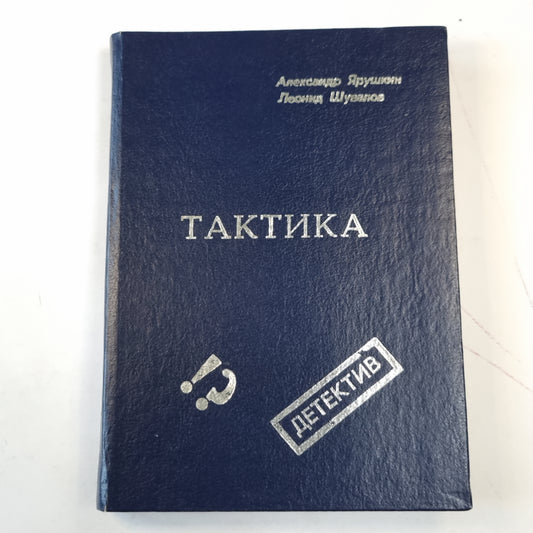 Александр Ярушкин
Леонид Шувалов
ТАКТИКА
!?
ДЕТЕКТИВ